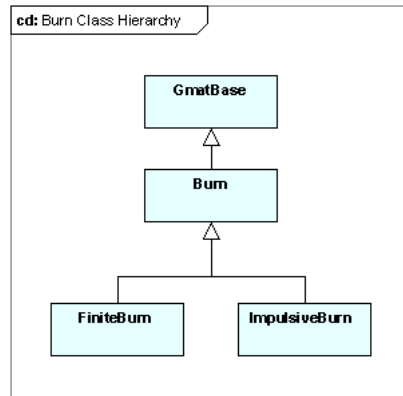 cd: Burn Class Hierarchy
GmatBase
Burn
FiniteBurn
ImpulsiveBurn